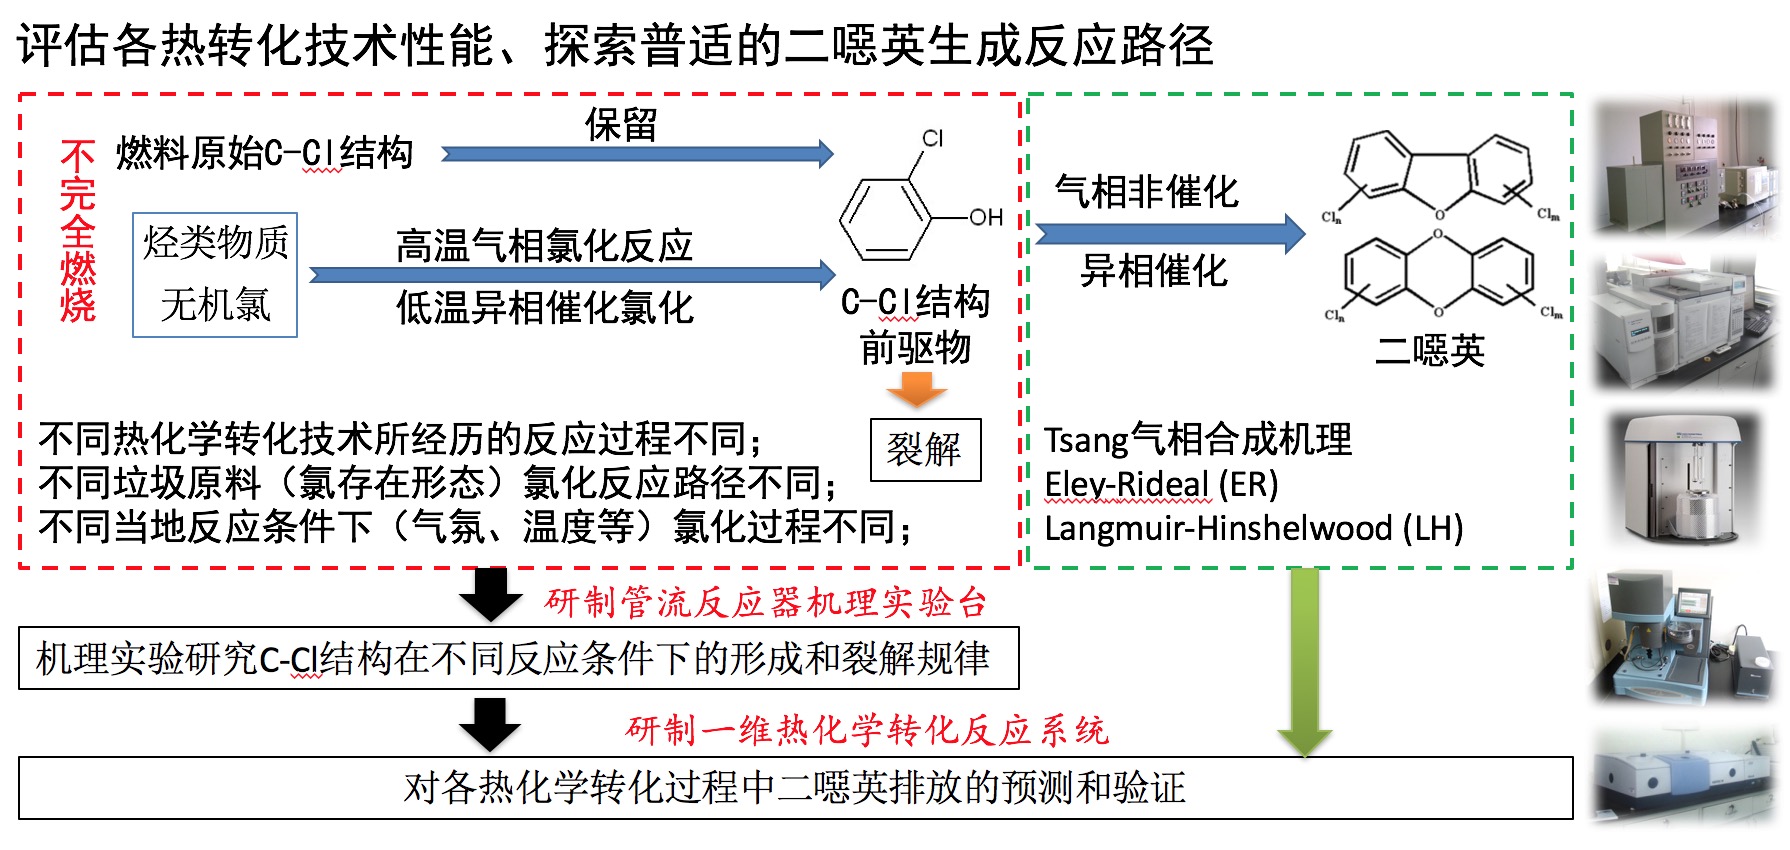 评估各热转化技术性能、探索普适的二噁英生成反应路径
不完全燃烧
燃料原始C-Cl结构
保留
烃类物质
无机氯
高温气相氯化反应
低温异相催化氯化
Cl
OH
C-Cl结构
前驱物
裂解
不同热化学转化技术所经历的反应过程不同；
不同垃圾原料（氯存在形态）氯化反应路径不同；
不同当地反应条件下（气氛、温度等）氯化过程不同；
气相非催化
异相催化
Cln
O
Clm
O
Cln
O
Clm
二噁英
Tsang气相合成机理
Eley-Rideal (ER)
Langmuir-Hinshelwood (LH)
研制管流反应器机理实验台
机理实验研究C-Cl结构在不同反应条件下的形成和裂解规律
研制一维热化学转化反应系统
对各热化学转化过程中二噁英排放的预测和验证